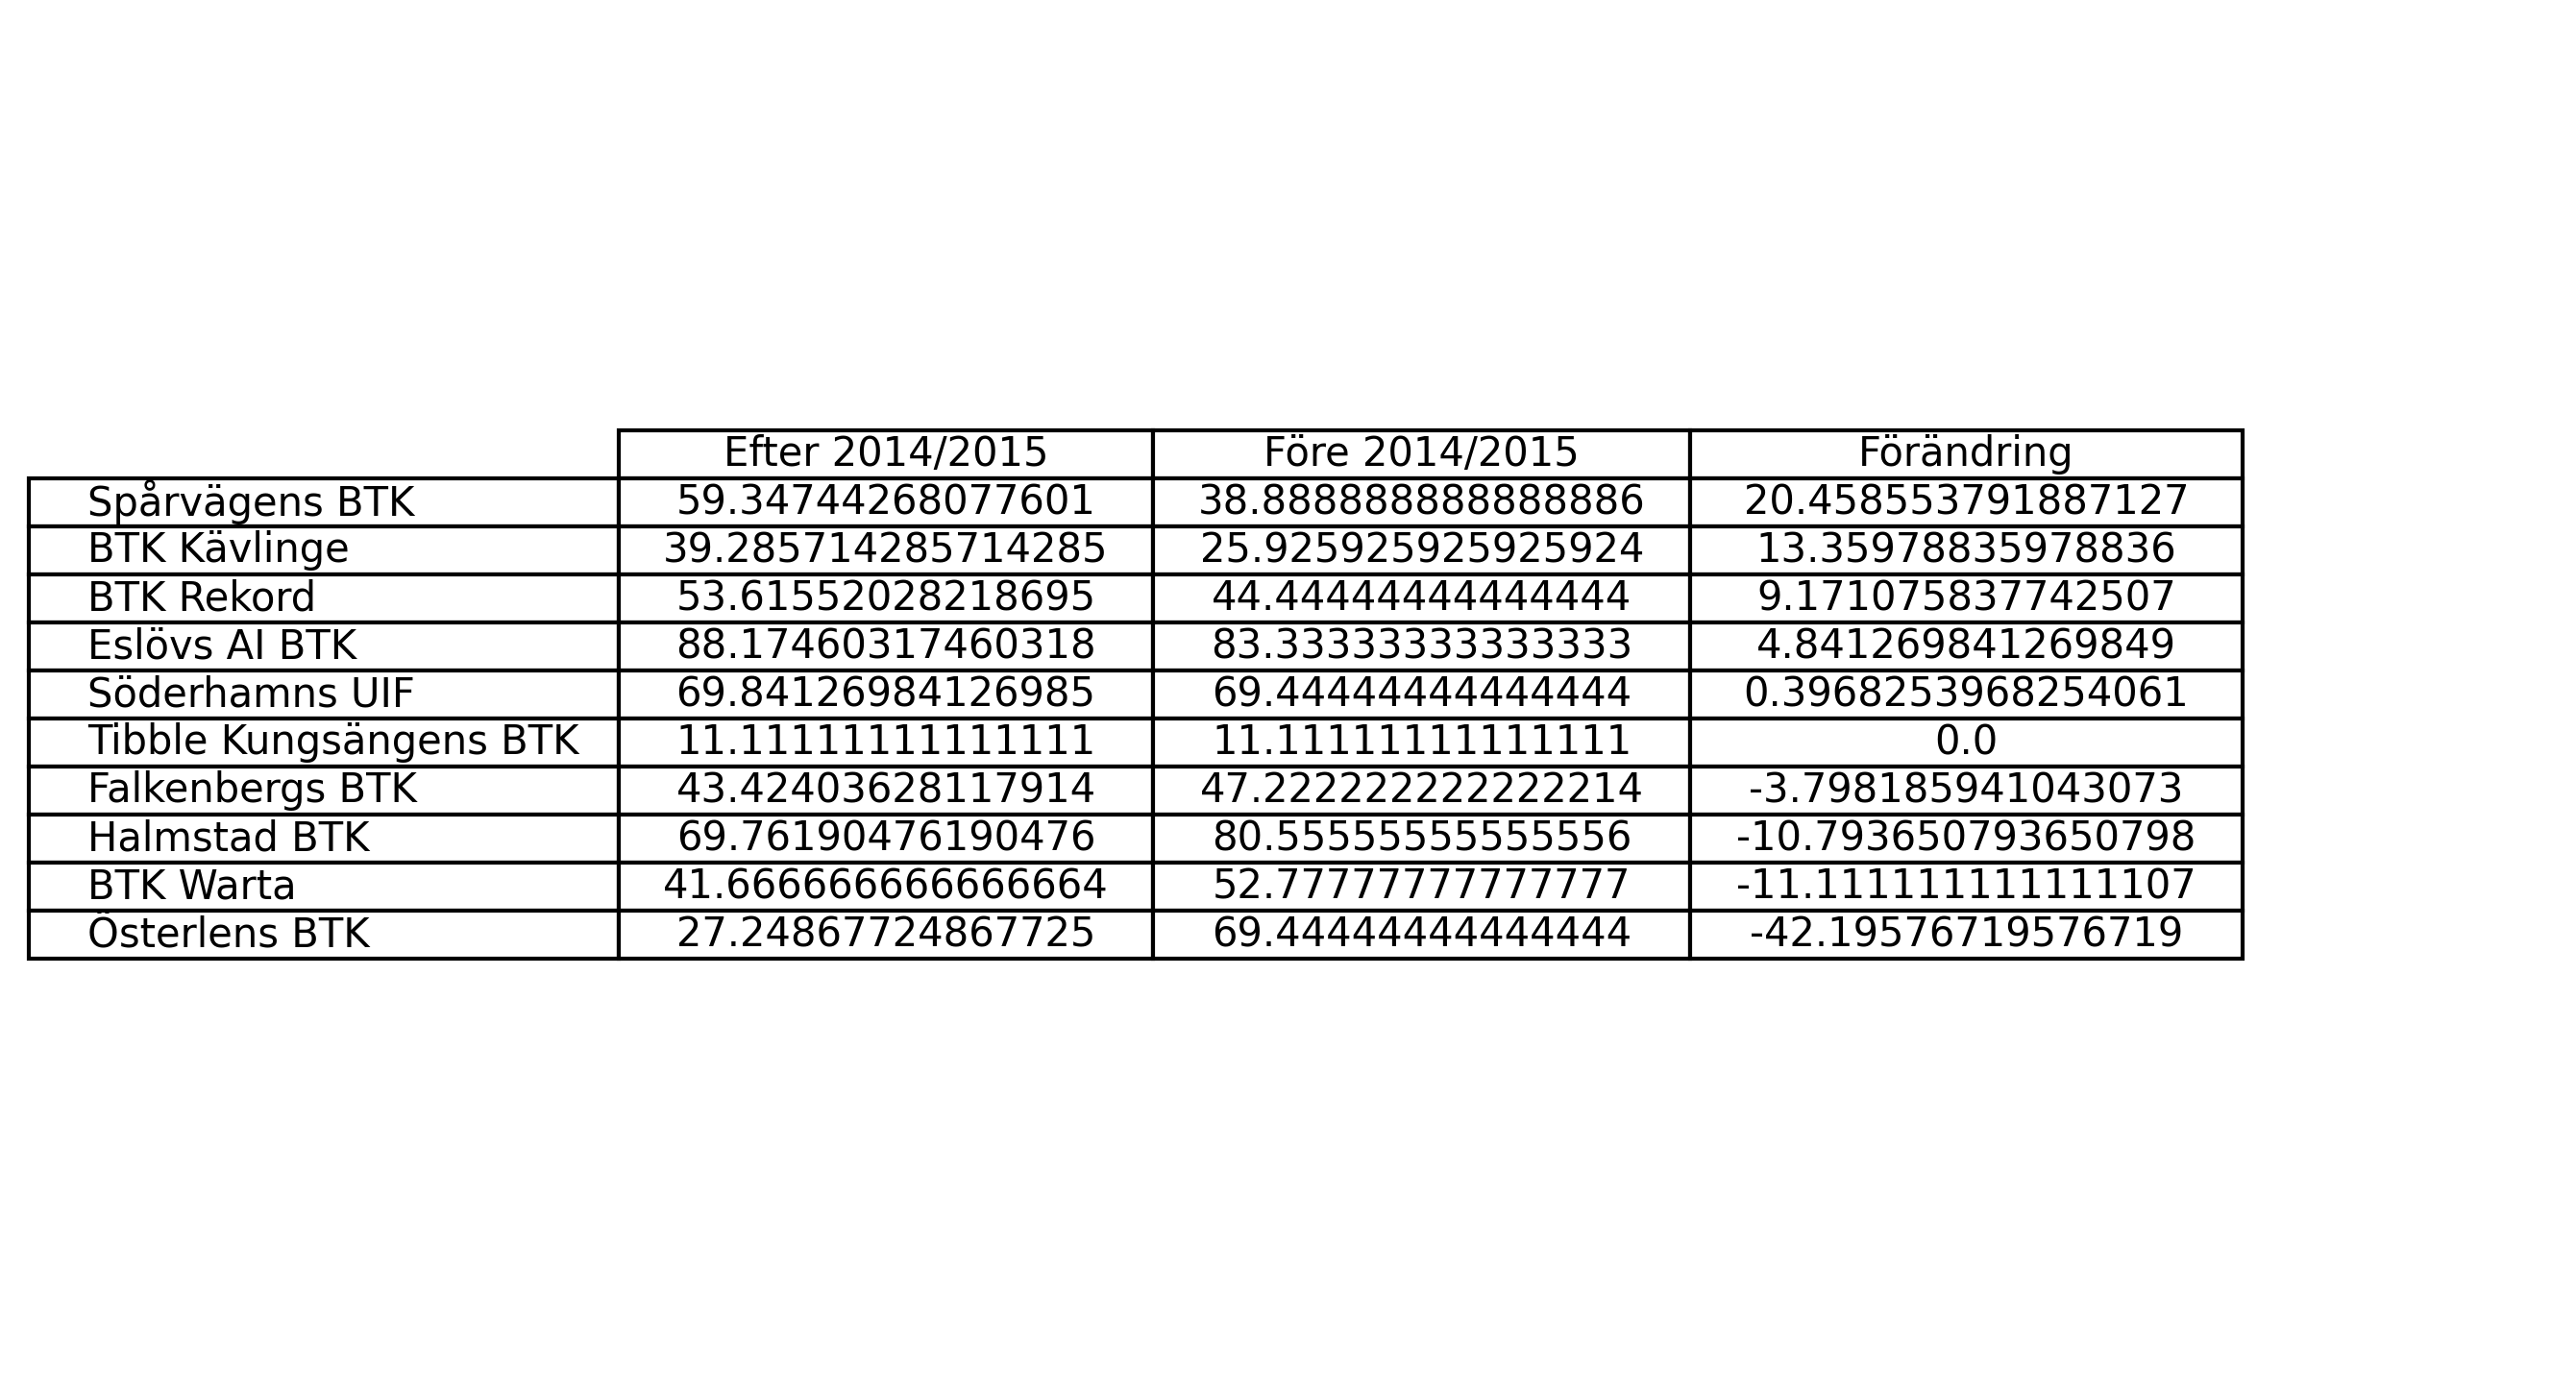 Efter 2014/2015 Före 2014/2015 Förändring
Spårvägens BTK 59.34744268077601 38.888888888888886 20.458553791887127
BTK Kävlinge 39.285714285714285 25.925925925925924 13.35978835978836
BTK Rekord 53.61552028218695 44.44444444444444 9.171075837742507
Eslövs AI BTK 88.17460317460318 83.33333333333333 4.841269841269849
Söderhamns UIF 69.84126984126985 69.44444444444444 0.3968253968254061
Tibble Kungsängens BTK 11.11111111111111 11.11111111111111 0.0
Falkenbergs BTK 43.42403628117914 47.222222222222214 -3.798185941043073
Halmstad BTK 69.76190476190476 80.55555555555556 -10.793650793650798
BTK Warta 41.666666666666664 52.77777777777777 -11.111111111111107
Österlens BTK 27.24867724867725 69.44444444444444 -42.19576719576719